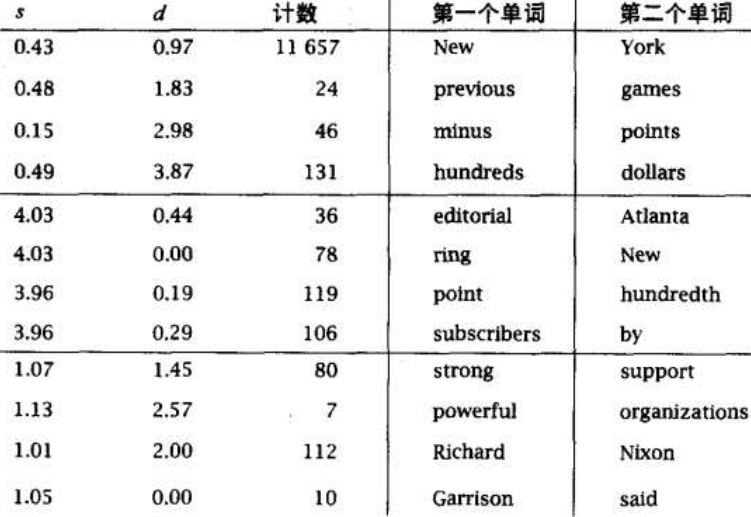 s d 计数 第一个单词 第二个单词
0.43 0.97 11 657 New York
0.48 1.83 24 previous games
0.15 2.98 46 minus points
0.49 3.87 131 hundreds dollars
4.03 0.44 36 editorial Atlanta
4.03 0.00 78 ring New
3.96 0.19 119 point hundredth
3.96 0.29 106 subscribers by
1.07 1.45 80 strong support
1.13 2.57 7 powerful organizations
1.01 2.00 112 Richard Nixon
1.05 0.00 10 Garrison said